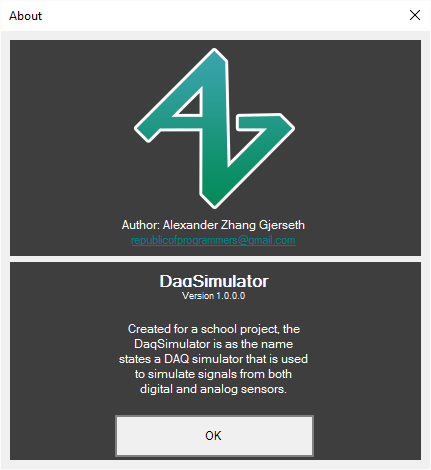 About
Author: Alexander Zhang Gjerseth
republicofprogrammers@gmail.com
DaqSimulator
Version 1.0.0.0
Created for a school project, the
DaqSimulator is as the name
states a DAQ simulator that is used
to simulate signals from both
digital and analog sensors.
OK